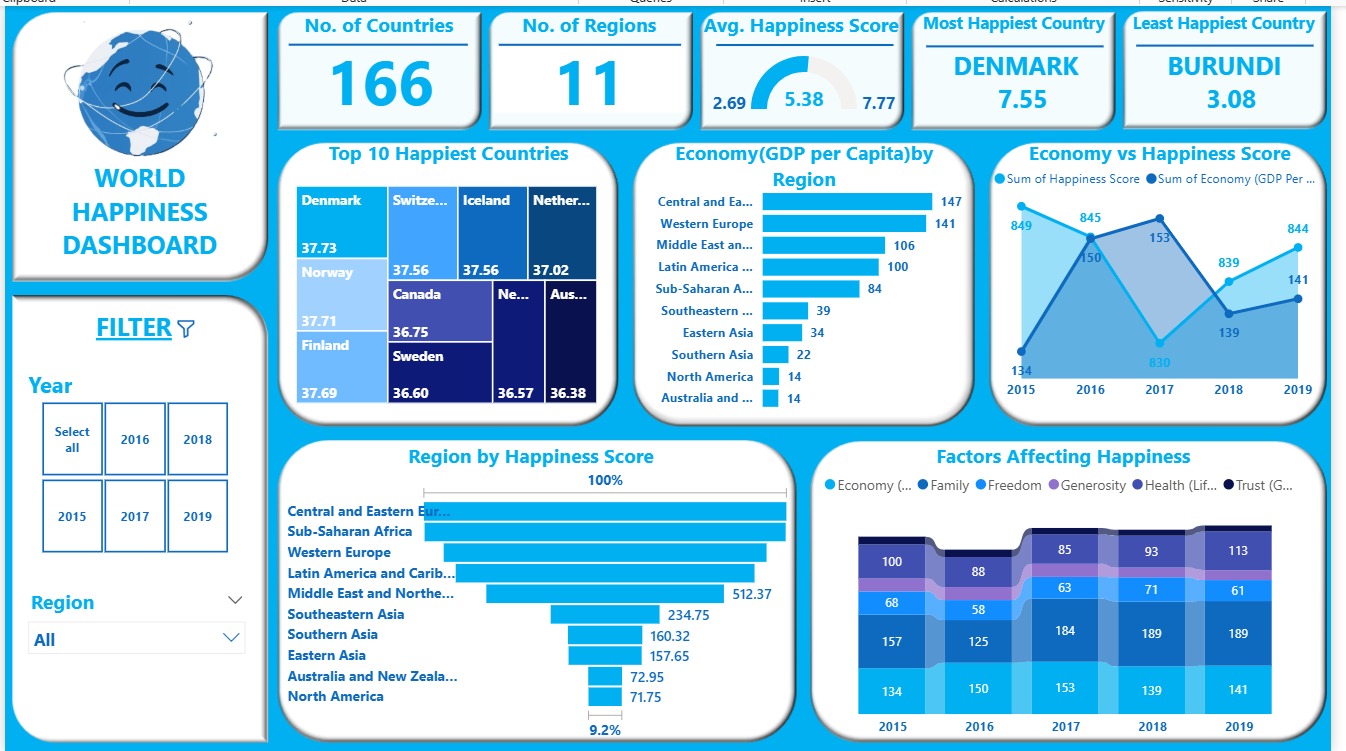 Clipboard
Data
Queries
Insert
Calculations
Sensitivity
Share
WORLD
HAPPINESS
DASHBOARD
FILTER
Year
Select all
2016
2018
2015
2017
2019
Region
All
No. of Countries
166
No. of Regions
11
Avg. Happiness Score
2.69
5.38
7.77
Most Happiest Country
DENMARK
7.55
Least Happiest Country
BURUNDI
3.08
Top 10 Happiest Countries
Denmark
37.73
Norway
37.71
Finland
37.69
Switze...
37.56
Iceland
37.56
Nether...
37.02
Canada
36.75
Sweden
36.60
Ne...
36.57
Aus...
36.38
Economy(GDP per Capita)by
Region
Central and Ea... 147
Western Europe 141
Middle East an... 106
Latin America ... 100
Sub-Saharan A... 84
Southeastern ... 39
Eastern Asia 34
Southern Asia 22
North America 14
Australia and ... 14
Economy vs Happiness Score
Sum of Happiness Score Sum of Economy (GDP Per ...
849 845 830 839 844
134 150 153 139 141
2015 2016 2017 2018 2019
Region by Happiness Score
100%
Central and Eastern Eur...
Sub-Saharan Africa
Western Europe
Latin America and Carib...
Middle East and Northe... 512.37
Southeastern Asia 234.75
Southern Asia 160.32
Eastern Asia 157.65
Australia and New Zeala... 72.95
North America 71.75
9.2%
Factors Affecting Happiness
Economy (... Family Freedom Generosity Health (Lif... Trust (G...
100 88 85 93 113
68 58 63 71 61
157 125 184 189 189
134 150 153 139 141
2015 2016 2017 2018 2019